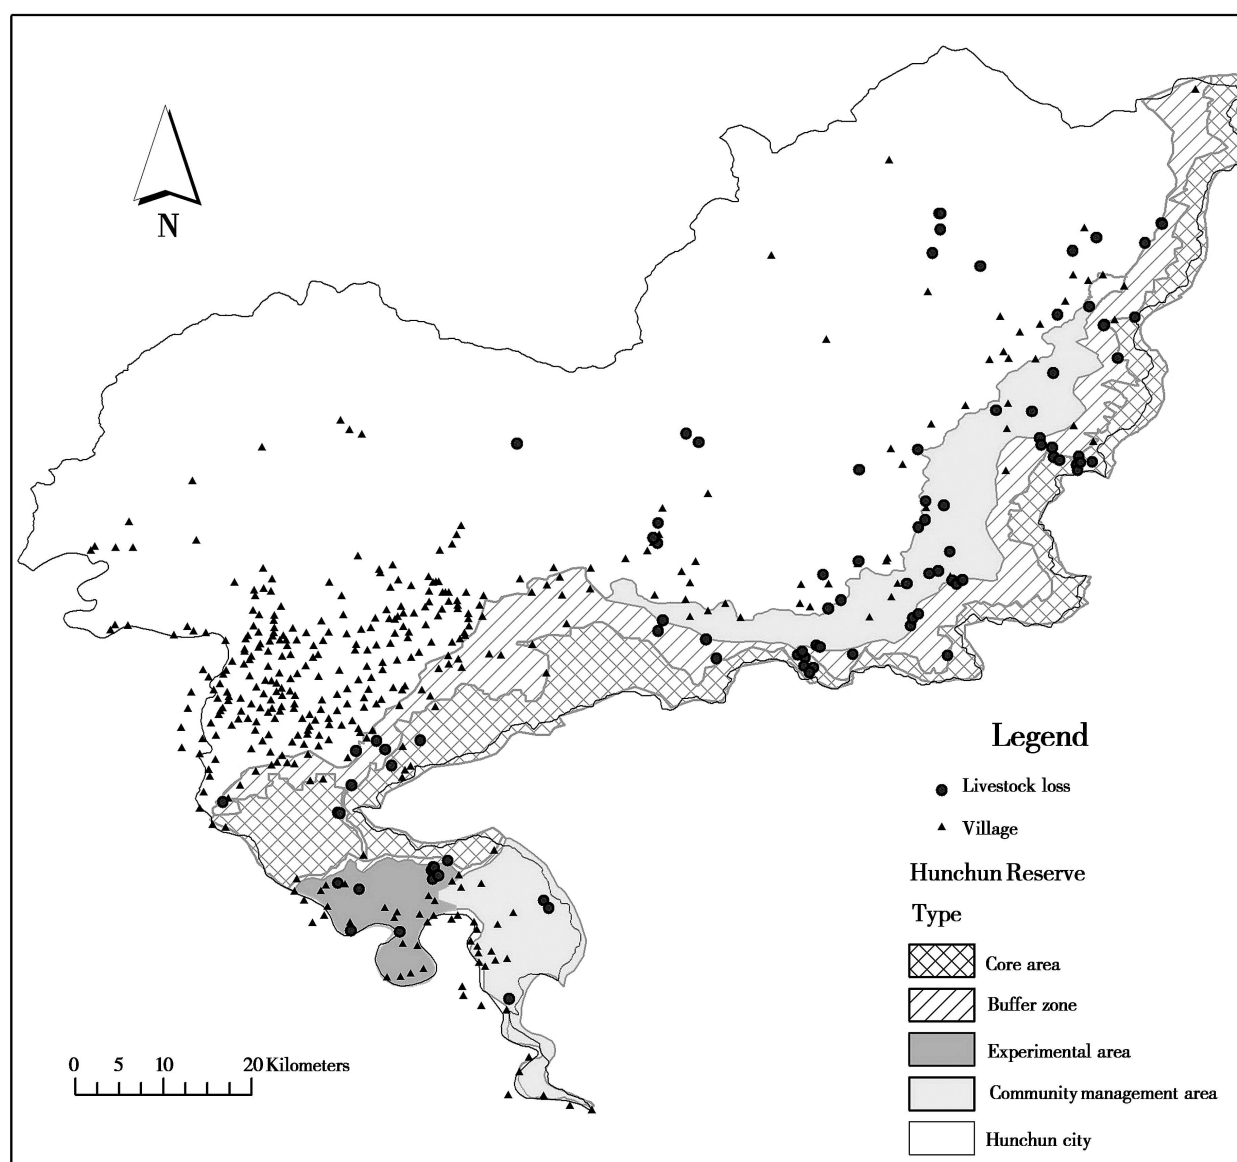 N
Legend
Livestock loss
Village
Hunchun Reserve
Type
Core area
Buffer zone
Experimental area
Community management area
Hunchun city
0 5 10 20 Kilometers